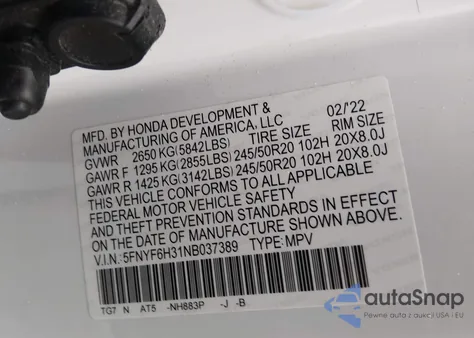 MFD. BY HONDA DEVELOPMENT & 02/'22
MANUFACTURING OF AMERICA, LLC
GVWR 2650 KG(5842LBS) TIRE SIZE RIM SIZE
GAWR F 1295 KG(2855LBS) 245/50R20 102H 20X8.0J
GAWR R 1425 KG(3142LBS) 245/50R20 102H 20X8.0J
THIS VEHICLE CONFORMS TO ALL APPLICABLE
FEDERAL MOTOR VEHICLE SAFETY
AND THEFT PREVENTION STANDARDS IN EFFECT
ON THE DATE OF MANUFACTURE SHOWN ABOVE.
V.I.N.:5FNYF6H31NB037389 TYPE:MPV
TG7 N AT5 -NH883P -J -B
autoSnap
Pewne auta z aukcji USA i EU